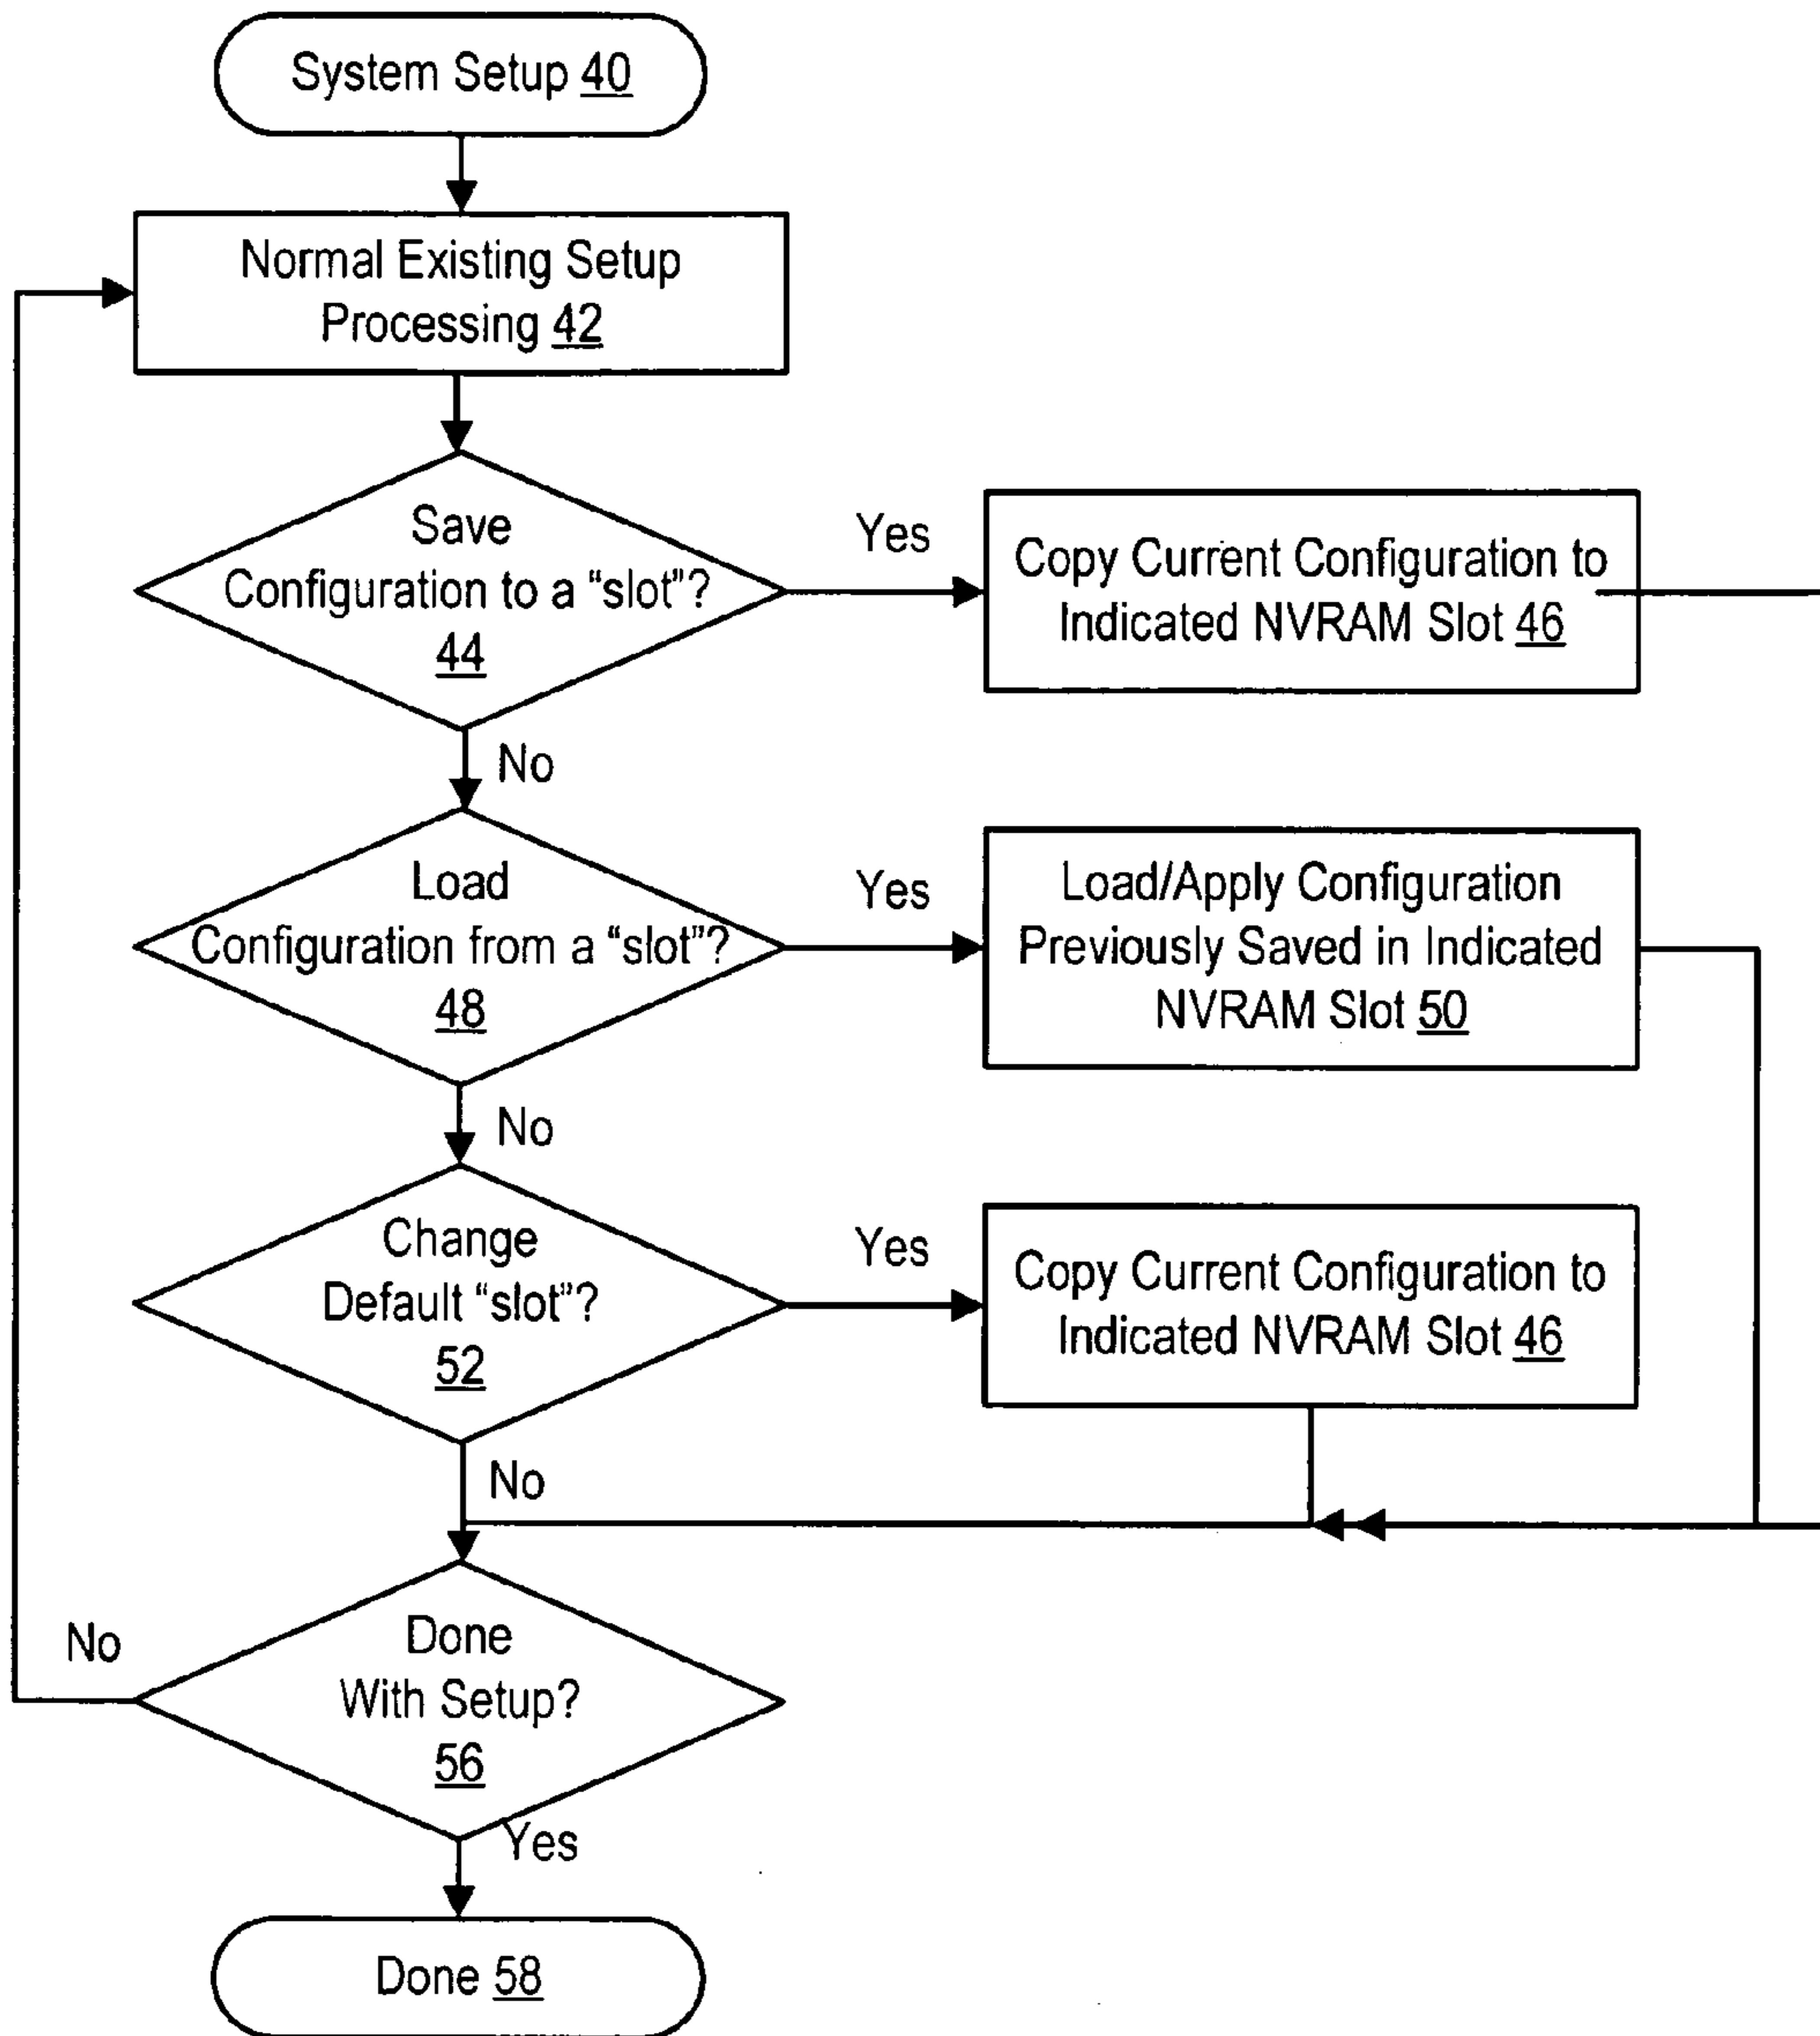 System Setup 40
Normal Existing Setup
Processing 42
Save
Configuration to a “slot”?
44
Yes
Copy Current Configuration to
Indicated NVRAM Slot 46
No
Load
Configuration from a “slot”?
48
Yes
Load/Apply Configuration
Previously Saved in Indicated
NVRAM Slot 50
No
Change
Default “slot”?
52
Yes
Copy Current Configuration to
Indicated NVRAM Slot 46
No
Done
With Setup?
56
No
Yes
Done 58